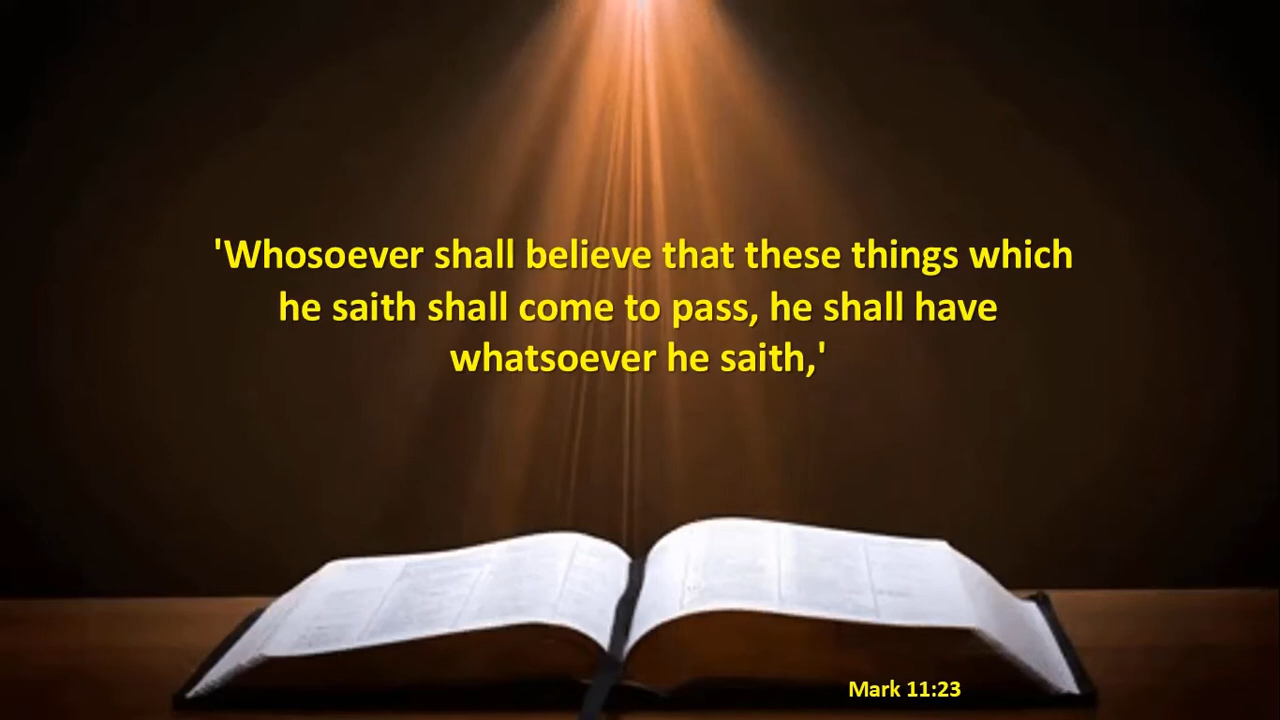 'Whosoever shall believe that these things which
he saith shall come to pass, he shall have
whatsoever he saith,'
Mark 11:23